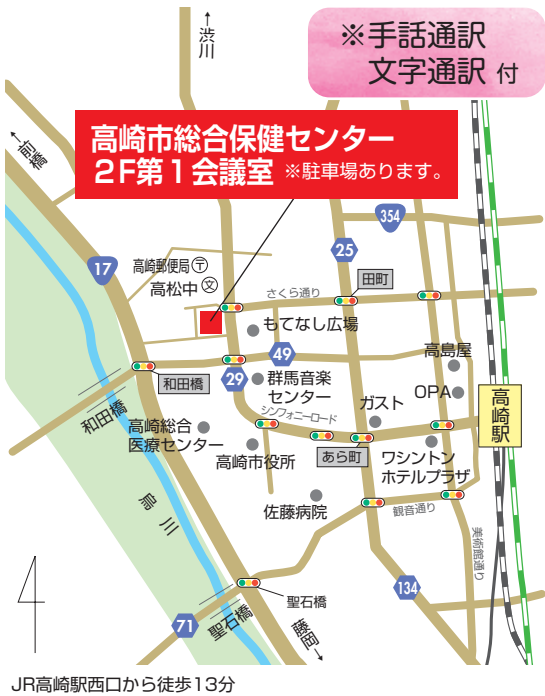 ↑
渋川
※手話通訳
文字通訳 付
↑
前橋
高崎市総合保健センター
2F第1会議室 ※駐車場あります。
354
25
17
高崎郵便局〒
高松中文
田町
さくら通り
もてなし広場
49
高島屋
和田橋
29
群馬音楽
センター
OPA
和田橋
シンフォニーロード
ガスト
高崎駅
高崎総合
医療センター
高崎市役所
あら町
ワシントン
ホテルプラザ
佐藤病院
観音通り
烏川
美術館通り
134
聖石橋
71
聖石橋
藤岡
↓
4
JR高崎駅西口から徒歩13分